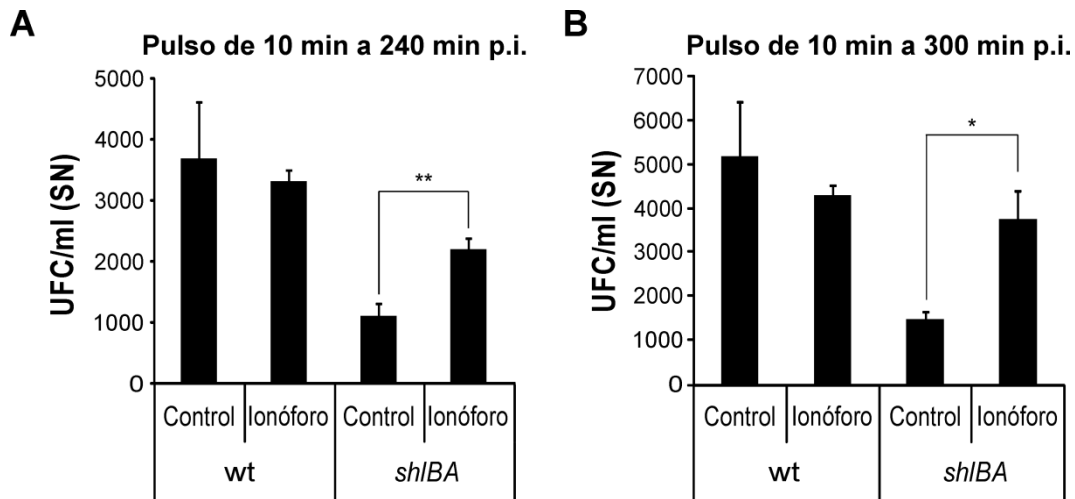 A
Pulso de 10 min a 240 min p.i.
UFC/ml (SN)
5000
4000
3000
2000
1000
0
**
Control
Ionóforo
Control
Ionóforo
wt
shlBA
B
Pulso de 10 min a 300 min p.i.
UFC/ml (SN)
7000
6000
5000
4000
3000
2000
1000
0
*
Control
Ionóforo
Control
Ionóforo
wt
shlBA